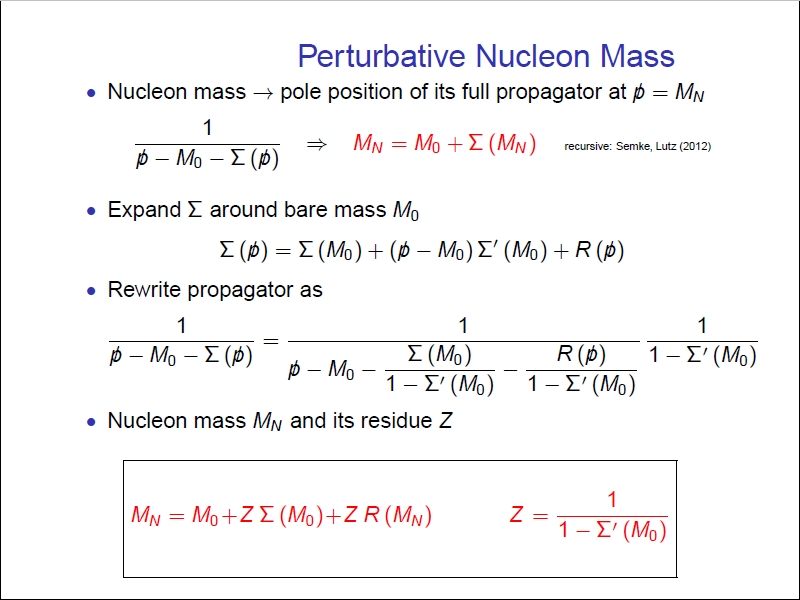 Perturbative Nucleon Mass
• Nucleon mass → pole position of its full propagator at p̸ = M_N
1 / (p̸ − M_0 − Σ (p̸)) ⇒ M_N = M_0 + Σ (M_N) recursive: Semke, Lutz (2012)
• Expand Σ around bare mass M_0
Σ (p̸) = Σ (M_0) + (p̸ − M_0) Σ′ (M_0) + R (p̸)
• Rewrite propagator as
1 / (p̸ − M_0 − Σ (p̸)) = 1 / (p̸ − M_0 − Σ (M_0) / (1 − Σ′ (M_0)) − R (p̸) / (1 − Σ′ (M_0))) 1 / (1 − Σ′ (M_0))
• Nucleon mass M_N and its residue Z
M_N = M_0 + Z Σ (M_0) + Z R (M_N) Z = 1 / (1 − Σ′ (M_0))